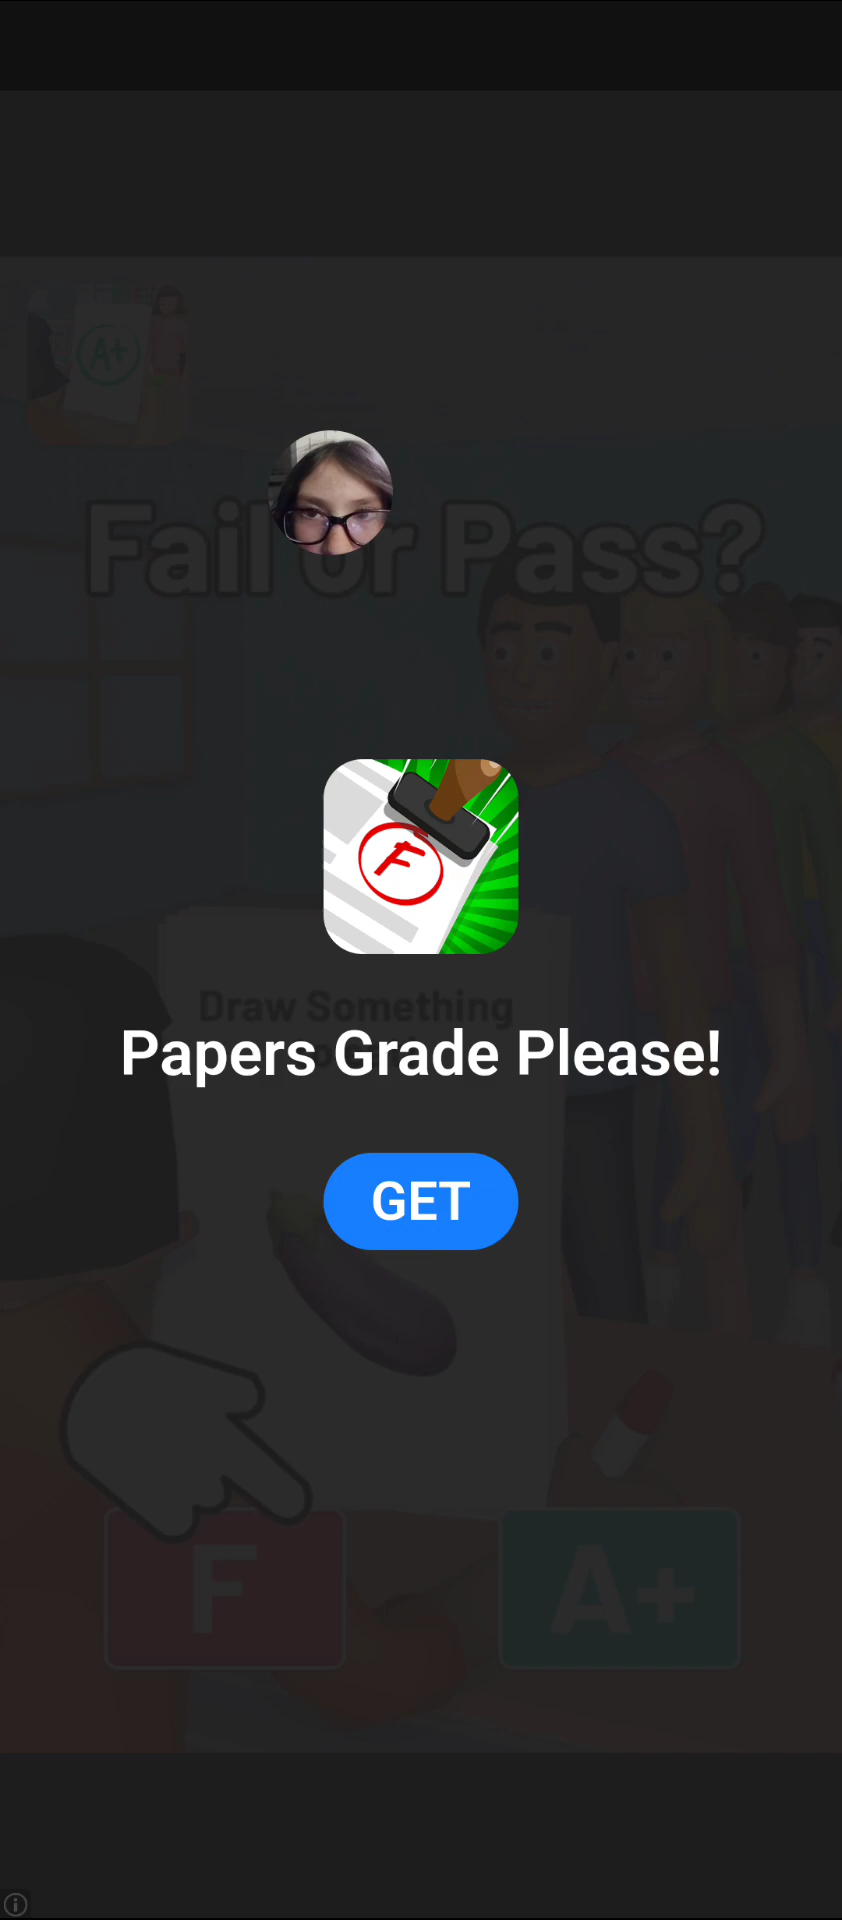 A+
Fail or Pass?
F
Draw Something
Papers Grade Please!
GET
F
A+